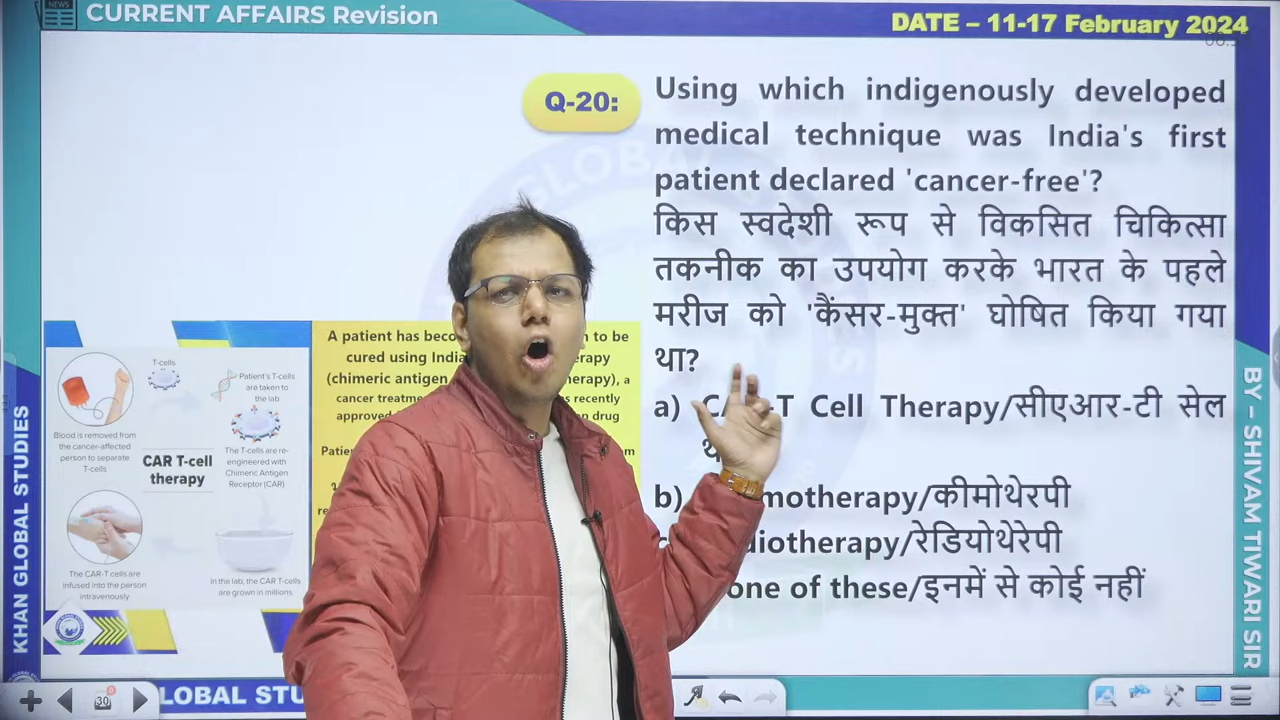 NEWS
CURRENT AFFAIRS Revision
DATE – 11-17 February 2024
Q-20:
Using which indigenously developed
medical technique was India's first
patient declared 'cancer-free'?
किस स्वदेशी रूप से विकसित चिकित्सा
तकनीक का उपयोग करके भारत के पहले
मरीज को 'कैंसर-मुक्त' घोषित किया गया
था?
a) T Cell Therapy/सीएआर-टी सेल
b) motherapy/कीमोथेरपी
diotherapy/रेडियोथेरेपी
one of these/इनमें से कोई नहीं
T-cells
Patient's T-cells
are taken to
the lab
Blood is removed from
the cancer-affected
person to separate
T-cells
CAR T-cell
therapy
The T-cells are re-
engineered with
Chimeric Antigen
Receptor (CAR)
The CAR-T cells are
infused into the person
intravenously
In the lab, the CAR T-cells
are grown in millions
A patient has beco n to be
cured using India erapy
(chimeric antigen herapy), a
cancer treatme s recently
approved n drug
Patie
KHAN GLOBAL STUDIES
BY – SHIVAM TIWARI SIR
30
LOBAL STU